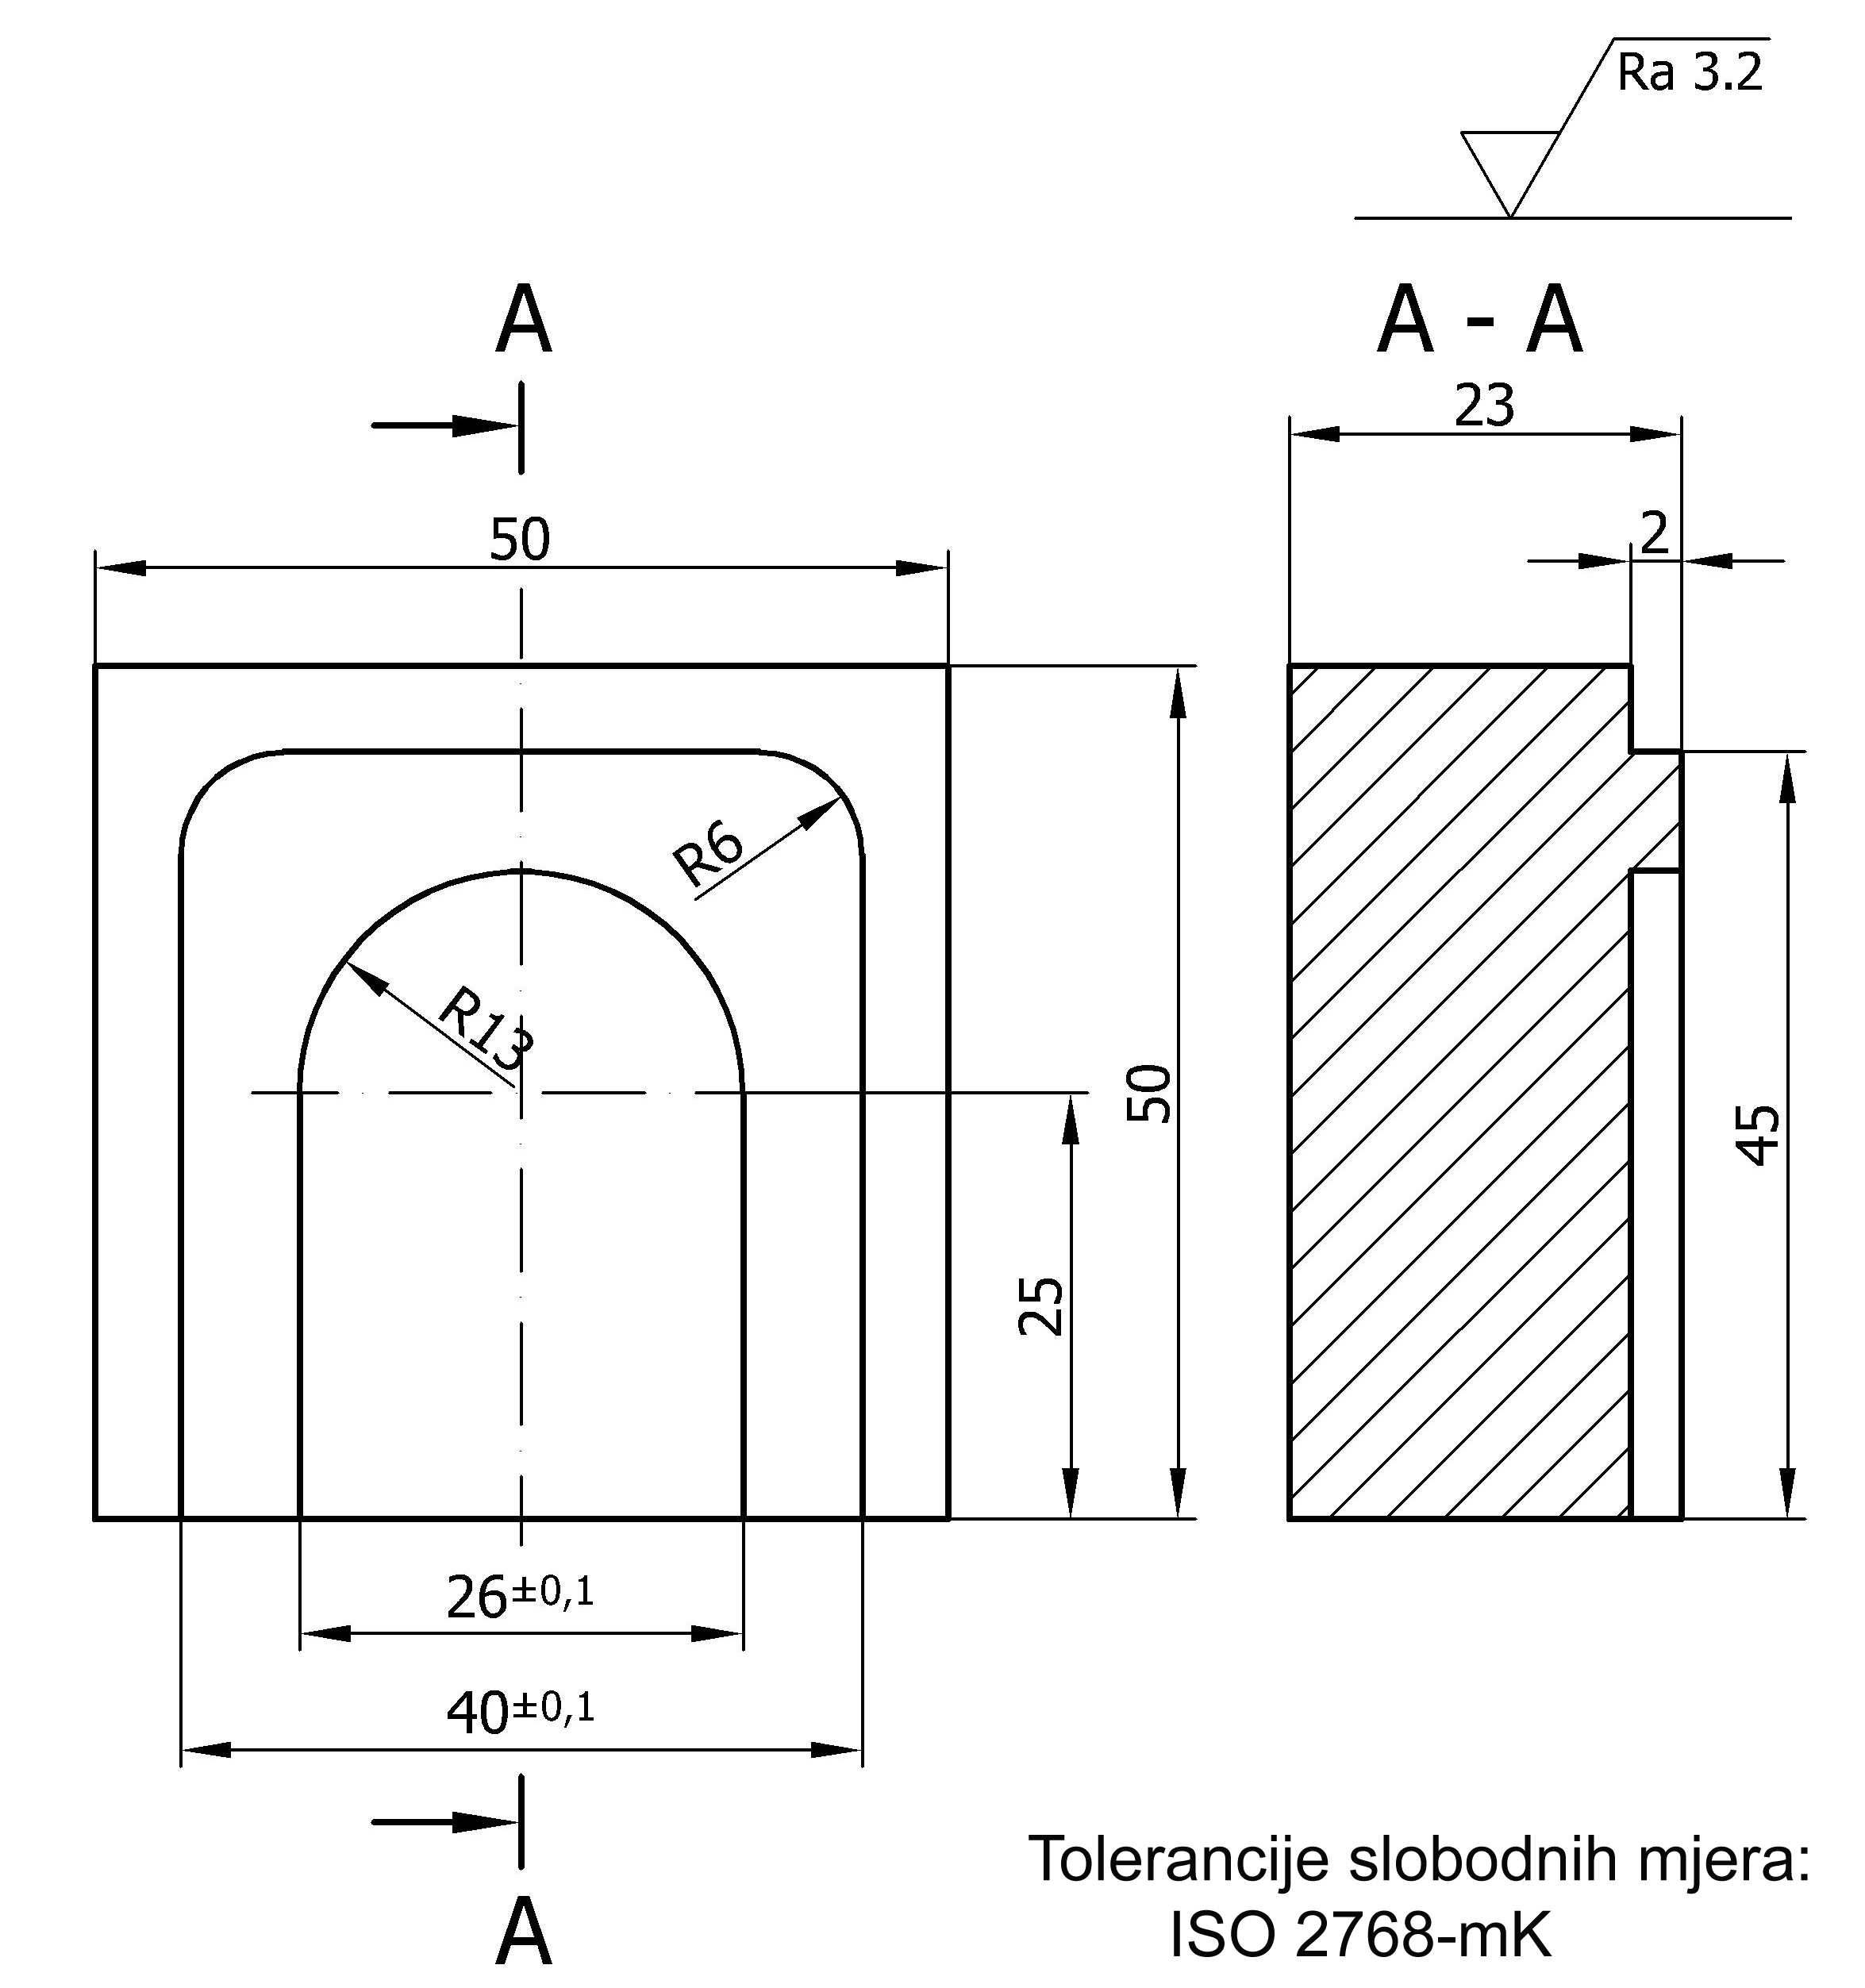 Ra 3.2
A
A - A
23
50
2
R6
R13
50
45
25
26±0,1
40±0,1
A
Tolerancije slobodnih mjera:
ISO 2768-mK